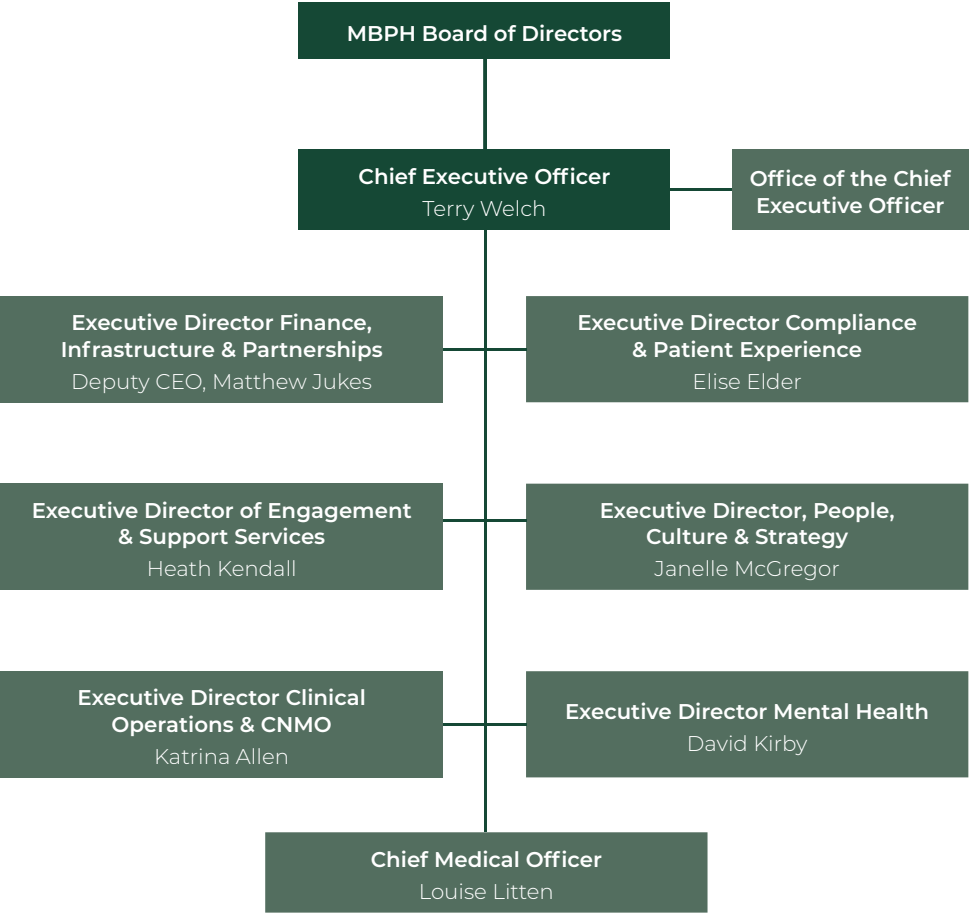 MBPH Board of Directors
Chief Executive Officer
Terry Welch
Office of the Chief
Executive Officer
Executive Director Finance,
Infrastructure & Partnerships
Deputy CEO, Matthew Jukes
Executive Director Compliance
& Patient Experience
Elise Elder
Executive Director of Engagement
& Support Services
Heath Kendall
Executive Director, People,
Culture & Strategy
Janelle McGregor
Executive Director Clinical
Operations & CNMO
Katrina Allen
Executive Director Mental Health
David Kirby
Chief Medical Officer
Louise Litten